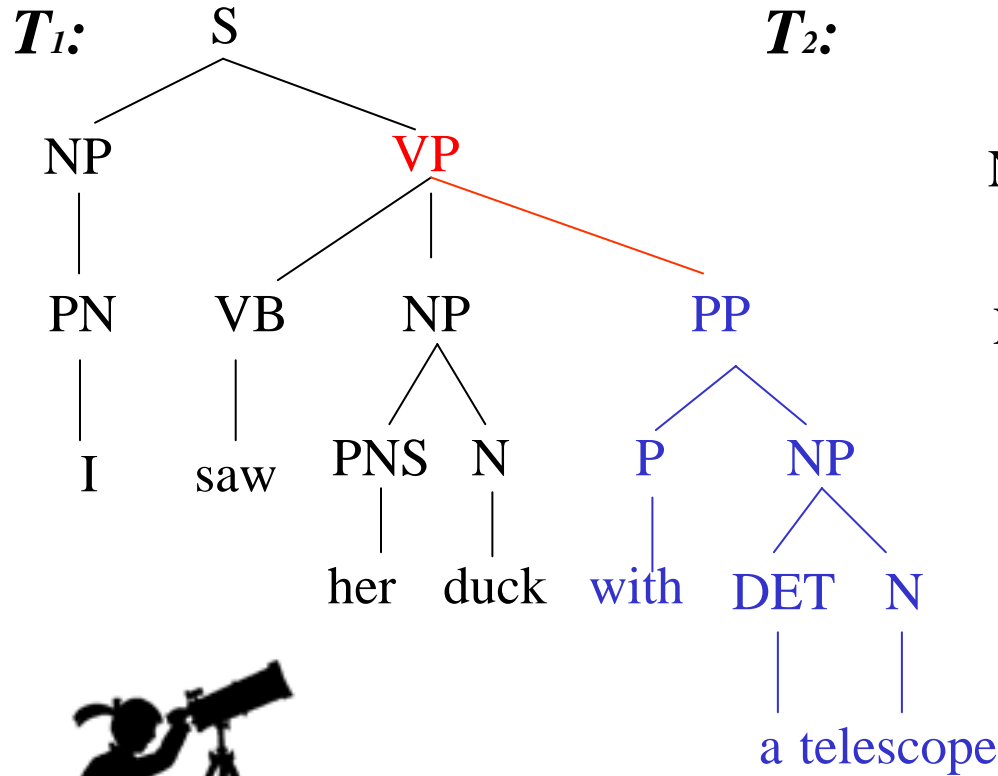 T1: S T2:
NP VP
PN VB NP PP
I saw PNS N P NP
her duck with DET N
a telescope